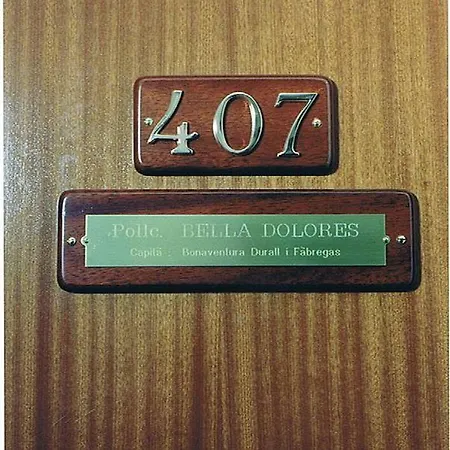 407
Pollc. BELLA DOLORES
Capità : Bonaventura Durall i Fàbregas